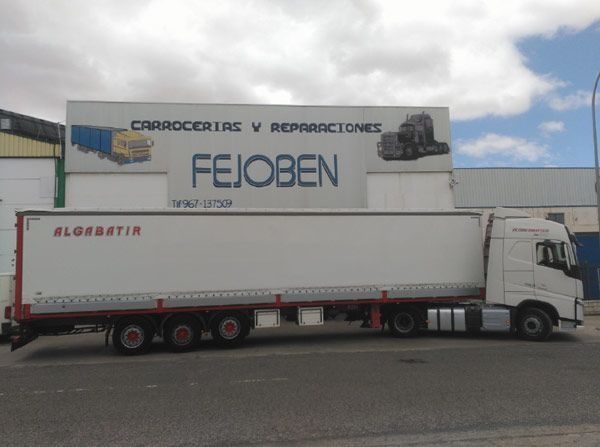 CARROCERIAS Y REPARACIONES
FEJOBEN
Tlf:967-137509
ALGABATIR